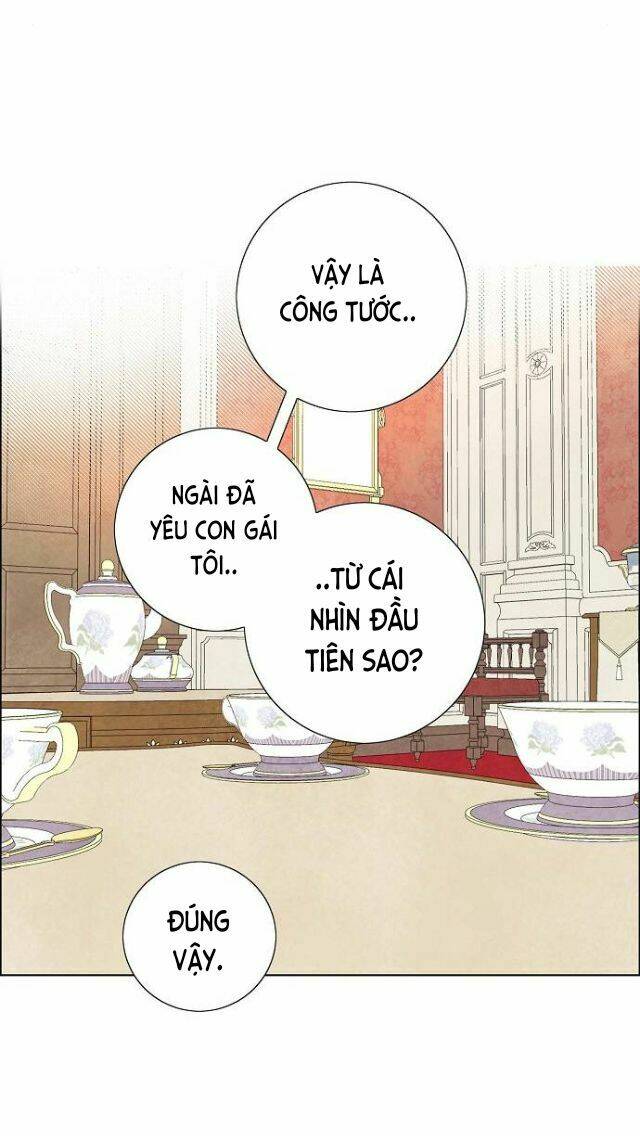 VẬY LÀ
CÔNG TƯỚC..
NGÀI ĐÃ
YÊU CON GÁI
TÔI..
..TỪ CÁI
NHÌN ĐẦU
TIÊN SAO?
ĐÚNG
VẬY.